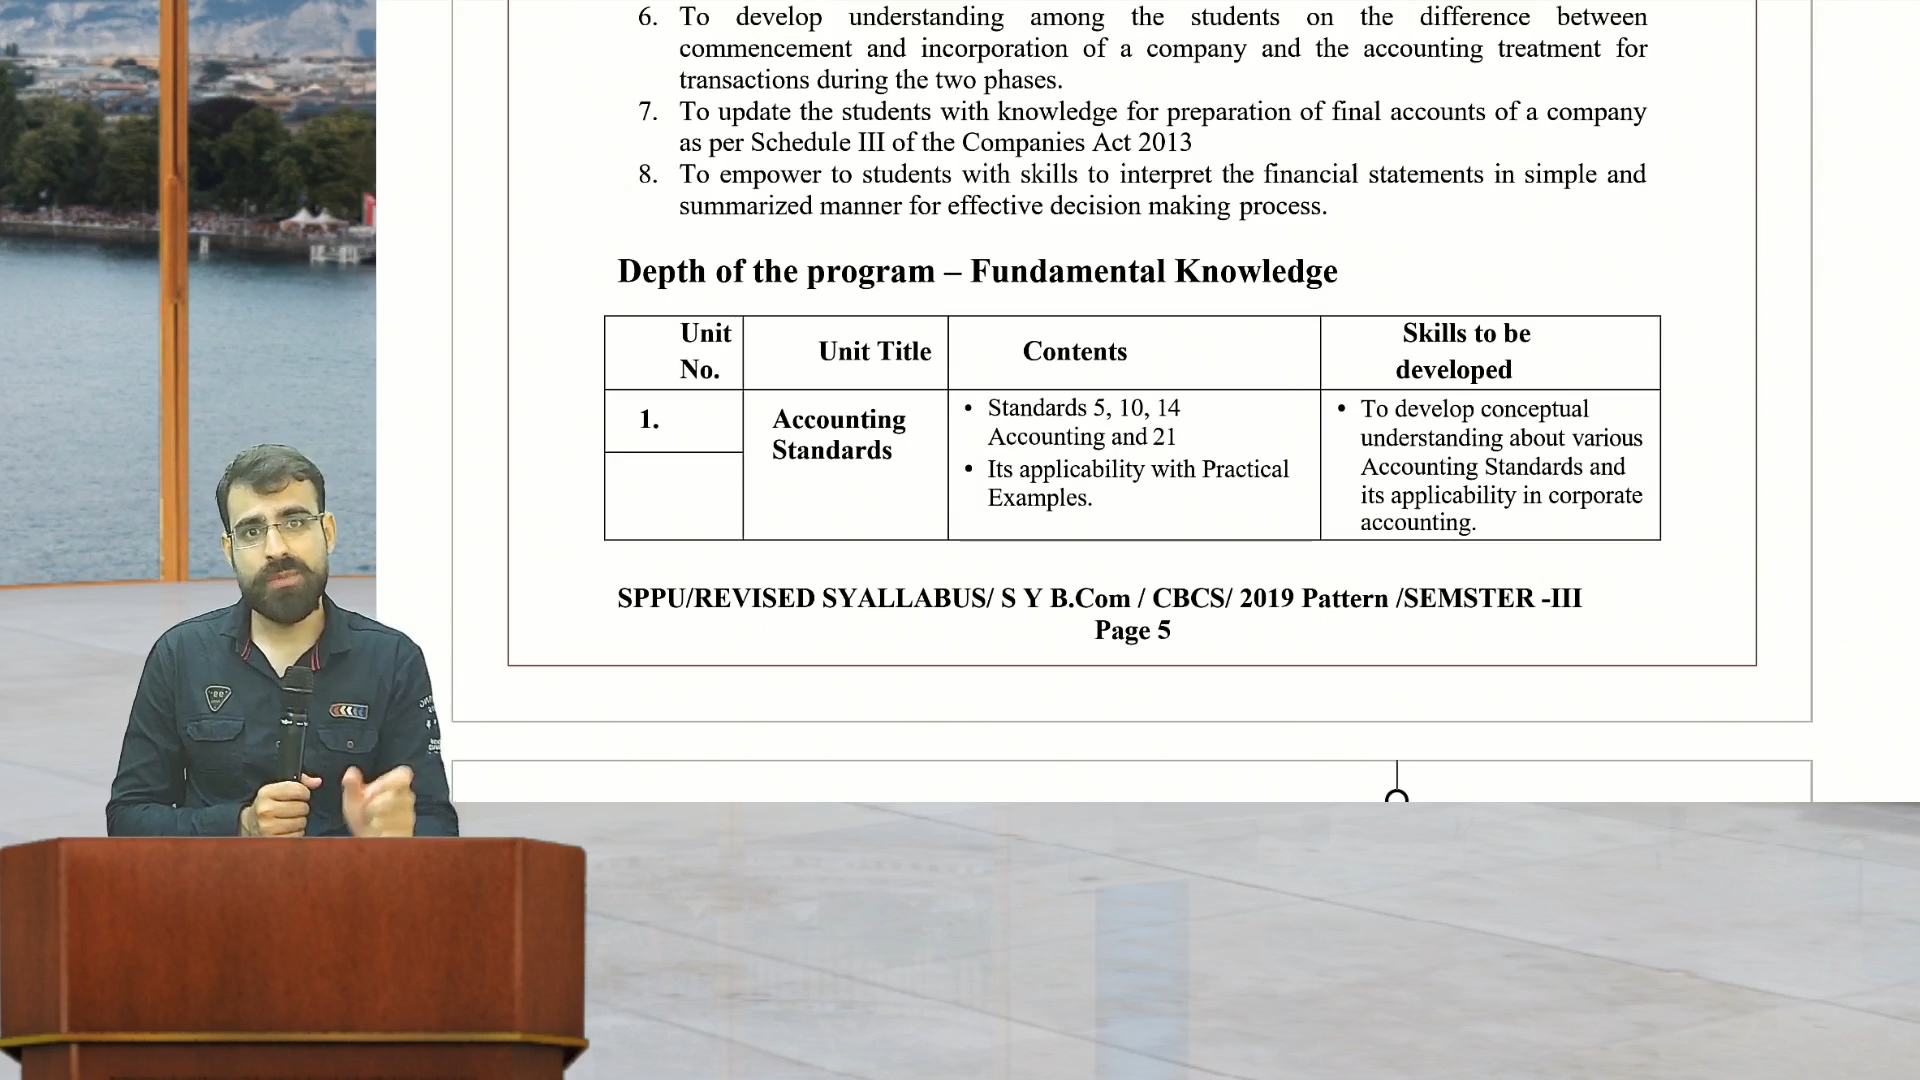 6. To develop understanding among the students on the difference between
commencement and incorporation of a company and the accounting treatment for
transactions during the two phases.
7. To update the students with knowledge for preparation of final accounts of a company
as per Schedule III of the Companies Act 2013
8. To empower to students with skills to interpret the financial statements in simple and
summarized manner for effective decision making process.
Depth of the program – Fundamental Knowledge
Unit
No.
Unit Title
Contents
Skills to be
developed
1.
Accounting
Standards
• Standards 5, 10, 14
Accounting and 21
• Its applicability with Practical
Examples.
• To develop conceptual
understanding about various
Accounting Standards and
its applicability in corporate
accounting.
SPPU/REVISED SYALLABUS/ S Y B.Com / CBCS/ 2019 Pattern /SEMSTER -III
Page 5